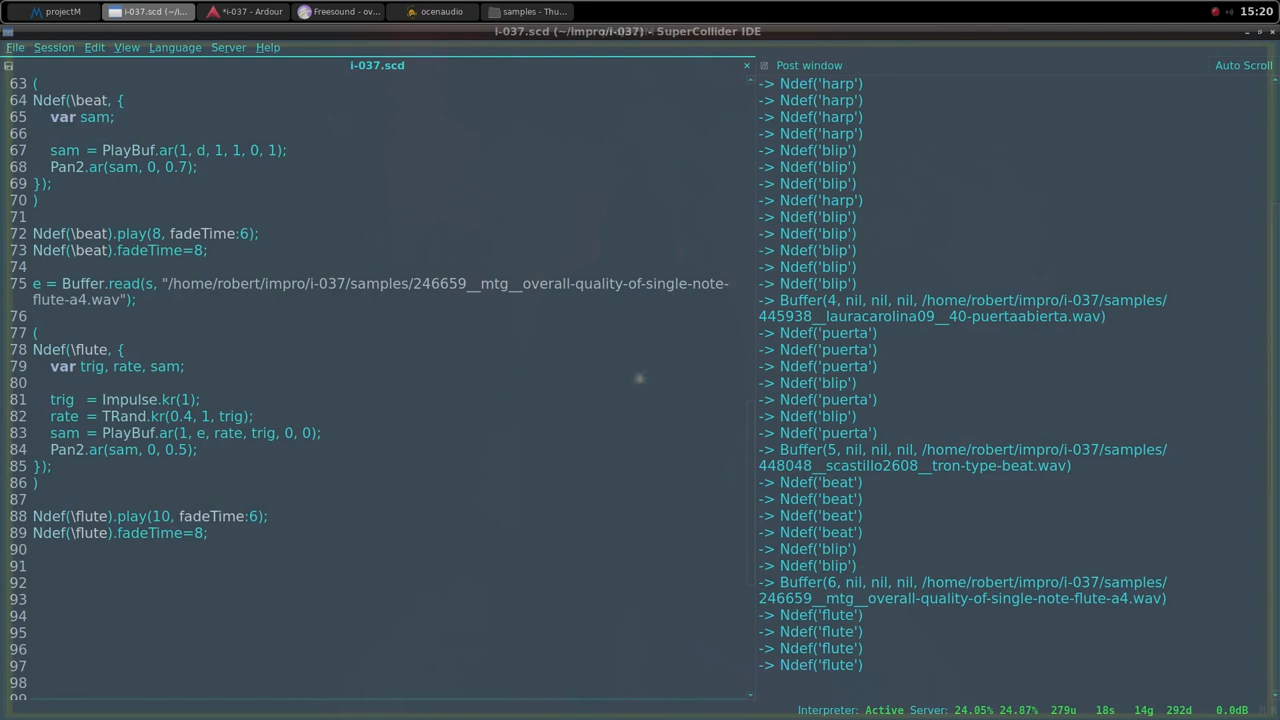 projectM
i-037.scd (~/i...
*i-037 - Ardour
Freesound - ov...
ocenaudio
samples - Thu...
15:20
i-037.scd (~/impro/i-037) - SuperCollider IDE
File Session Edit View Language Server Help
i-037.scd
63 (
64 Ndef(\beat, {
65 var sam;
66
67 sam = PlayBuf.ar(1, d, 1, 1, 0, 1);
68 Pan2.ar(sam, 0, 0.7);
69 });
70 )
71
72 Ndef(\beat).play(8, fadeTime:6);
73 Ndef(\beat).fadeTime=8;
74
75 e = Buffer.read(s, "/home/robert/impro/i-037/samples/246659__mtg__overall-quality-of-single-note-
flute-a4.wav");
76
77 (
78 Ndef(\flute, {
79 var trig, rate, sam;
80
81 trig = Impulse.kr(1);
82 rate = TRand.kr(0.4, 1, trig);
83 sam = PlayBuf.ar(1, e, rate, trig, 0, 0);
84 Pan2.ar(sam, 0, 0.5);
85 });
86 )
87
88 Ndef(\flute).play(10, fadeTime:6);
89 Ndef(\flute).fadeTime=8;
90
91
92
93
94
95
96
97
98
99
Post window
Auto Scroll
-> Ndef('harp')
-> Ndef('harp')
-> Ndef('harp')
-> Ndef('harp')
-> Ndef('blip')
-> Ndef('blip')
-> Ndef('blip')
-> Ndef('harp')
-> Ndef('blip')
-> Ndef('blip')
-> Ndef('blip')
-> Ndef('blip')
-> Ndef('blip')
-> Buffer(4, nil, nil, nil, /home/robert/impro/i-037/samples/
445938__lauracarolina09__40-puertaabierta.wav)
-> Ndef('puerta')
-> Ndef('puerta')
-> Ndef('puerta')
-> Ndef('blip')
-> Ndef('puerta')
-> Ndef('blip')
-> Ndef('puerta')
-> Buffer(5, nil, nil, nil, /home/robert/impro/i-037/samples/
448048__scastillo2608__tron-type-beat.wav)
-> Ndef('beat')
-> Ndef('beat')
-> Ndef('beat')
-> Ndef('beat')
-> Ndef('blip')
-> Ndef('blip')
-> Buffer(6, nil, nil, nil, /home/robert/impro/i-037/samples/
246659__mtg__overall-quality-of-single-note-flute-a4.wav)
-> Ndef('flute')
-> Ndef('flute')
-> Ndef('flute')
-> Ndef('flute')
Interpreter: Active Server: 24.05% 24.87% 279u 18s 14g 292d 0.0dB